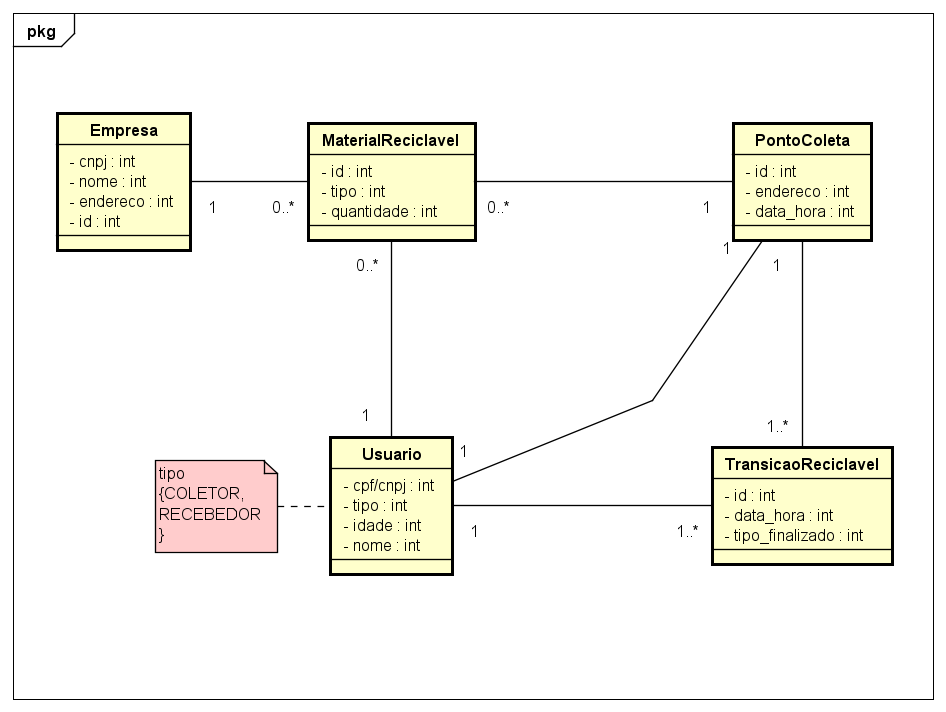 pkg
Empresa
- cnpj : int
- nome : int
- endereco : int
- id : int
MaterialReciclavel
- id : int
- tipo : int
- quantidade : int
PontoColeta
- id : int
- endereco : int
- data_hora : int
1
0..*
0..*
1
0..*
1
1
1
1
1..*
tipo
{COLETOR,
RECEBEDOR
}
Usuario
- cpf/cnpj : int
- tipo : int
- idade : int
- nome : int
1
1..*
TransicaoReciclavel
- id : int
- data_hora : int
- tipo_finalizado : int